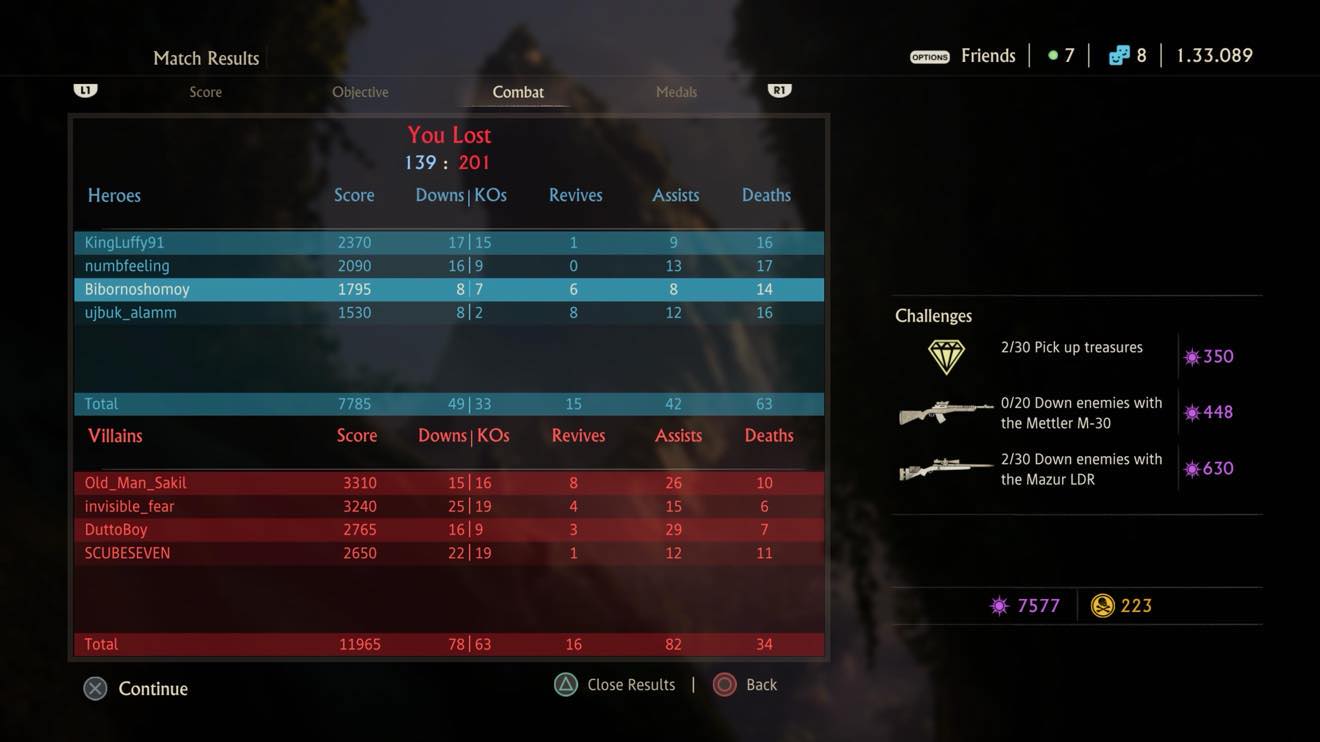 Match Results
OPTIONS Friends | 7 | 8 | 1.33.089
L1 Score Objective Combat Medals R1
You Lost
139 : 201
Heroes Score Downs | KOs Revives Assists Deaths
KingLuffy91 2370 17 | 15 1 9 16
numbfeeling 2090 16 | 9 0 13 17
Bibornoshomoy 1795 8 | 7 6 8 14
ujbuk_alamm 1530 8 | 2 8 12 16
Total 7785 49 | 33 15 42 63
Villains Score Downs | KOs Revives Assists Deaths
Old_Man_Sakil 3310 15 | 16 8 26 10
invisible_fear 3240 25 | 19 4 15 6
DuttoBoy 2765 16 | 9 3 29 7
SCUBESEVEN 2650 22 | 19 1 12 11
Total 11965 78 | 63 16 82 34
Continue
Close Results | Back
Challenges
2/30 Pick up treasures 350
0/20 Down enemies with
the Mettler M-30 448
2/30 Down enemies with
the Mazur LDR 630
7577 223